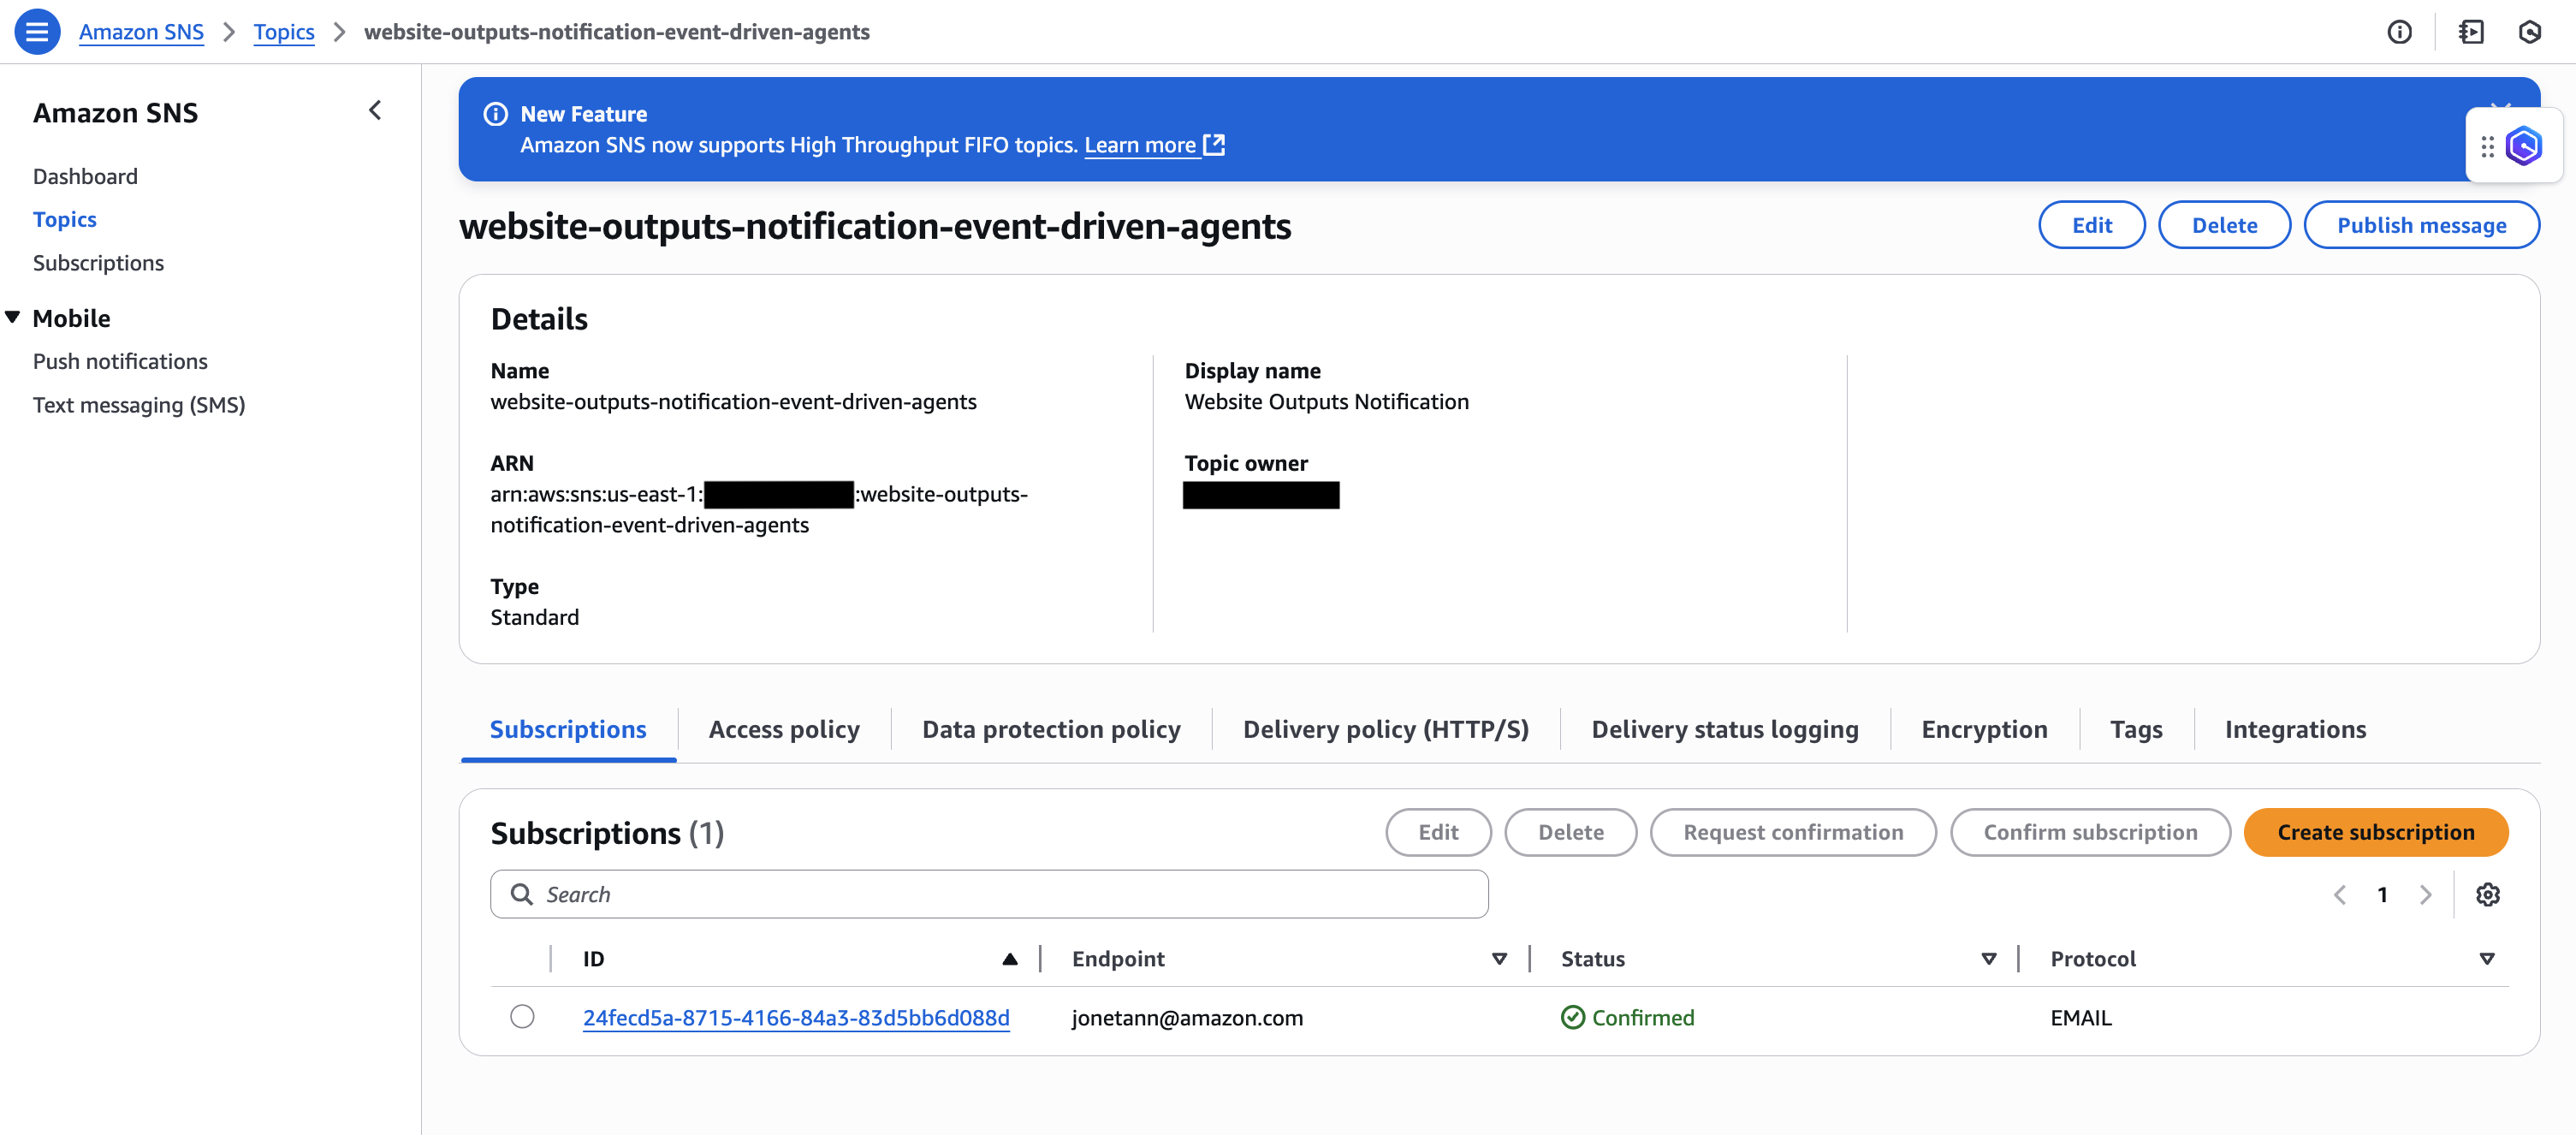 Amazon SNS
Topics
website-outputs-notification-event-driven-agents
Amazon SNS
Dashboard
Topics
Subscriptions
Mobile
Push notifications
Text messaging (SMS)
New Feature
Amazon SNS now supports High Throughput FIFO topics. Learn more
website-outputs-notification-event-driven-agents
Edit
Delete
Publish message
Details
Name
website-outputs-notification-event-driven-agents
ARN
arn:aws:sns:us-east-1:
:website-outputs-
notification-event-driven-agents
Type
Standard
Display name
Website Outputs Notification
Topic owner
Subscriptions
Access policy
Data protection policy
Delivery policy (HTTP/S)
Delivery status logging
Encryption
Tags
Integrations
Subscriptions (1)
Edit
Delete
Request confirmation
Confirm subscription
Create subscription
Search
1
ID
Endpoint
Status
Protocol
24fecd5a-8715-4166-84a3-83d5bb6d088d
jonetann@amazon.com
Confirmed
EMAIL